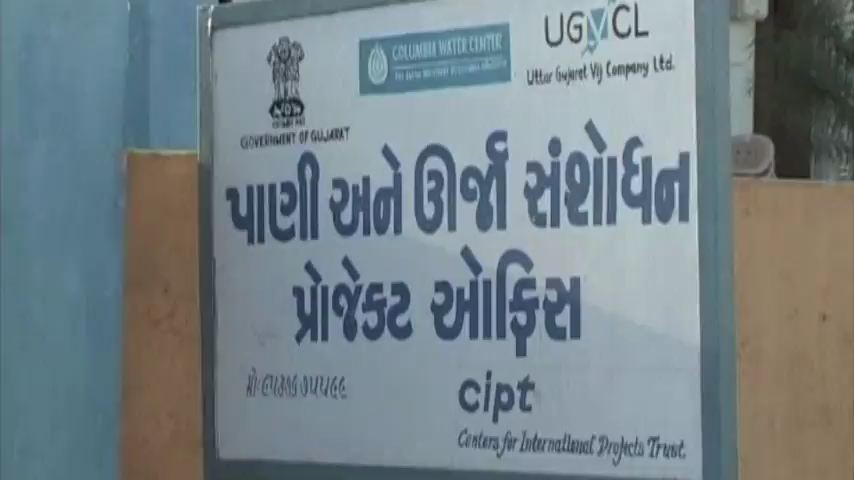 COLUMBIA WATER CENTER
UGVCL
Uttar Gujarat Vij Company Ltd.
GOVERNMENT OF GUJARAT
પાણી અને ઊર્જા સંશોધન
પ્રોજેકટ ઓફિસ
cipt
Centers for International Projects Trust